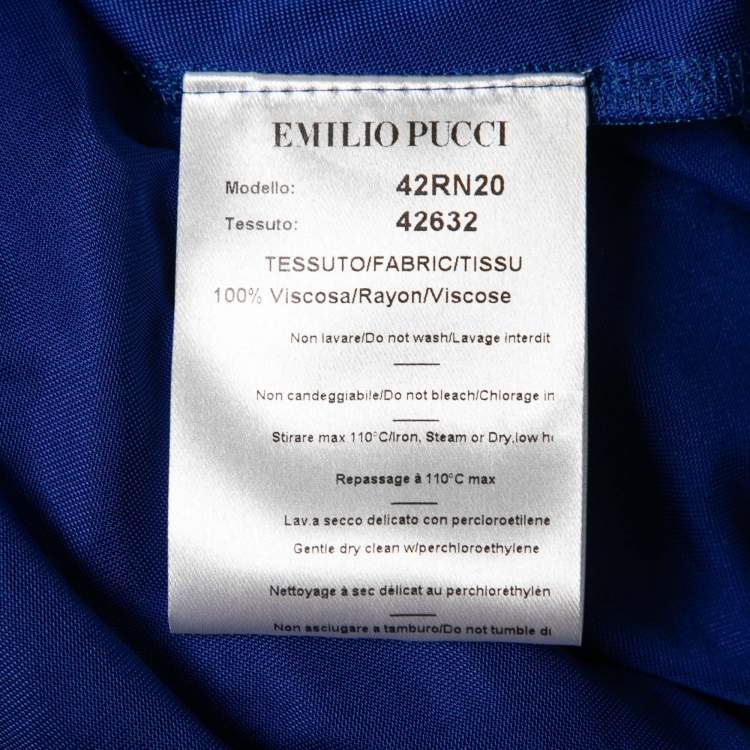 EMILIO PUCCI
Modello: 42RN20
Tessuto: 42632
TESSUTO/FABRIC/TISSU
100% Viscosa/Rayon/Viscose
Non lavare/Do not wash/Lavage interdit
Non candeggiabile/Do not bleach/Chlorage in
Stirare max 110°C/Iron, Steam or Dry,low
Repassage à 110°C max
Lav.a secco delicato con percloroetilene
Gentle dry clean w/perchloroethylene
Nettoyage à sec délicat au perchloréthylén
Non asciugare a tamburo/Do not tumble